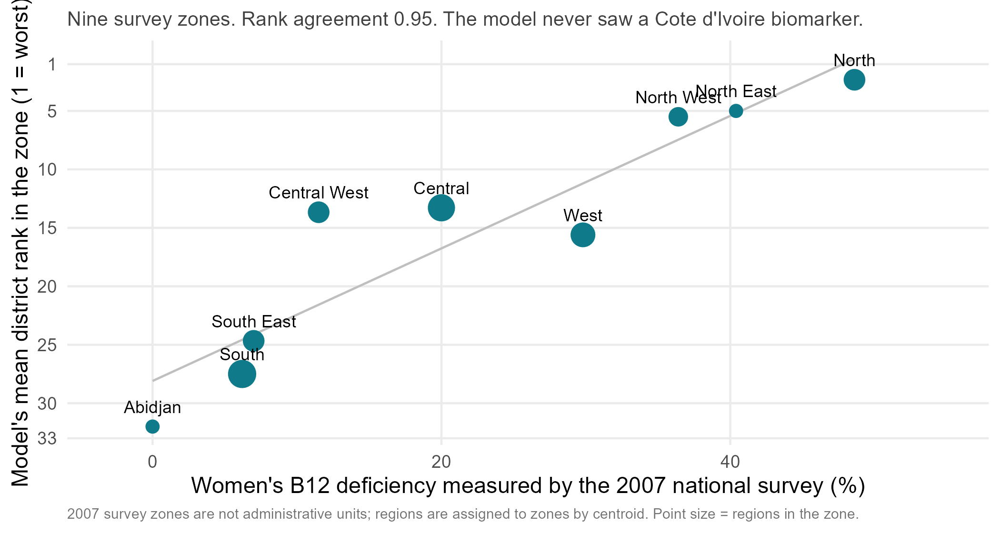 Nine survey zones. Rank agreement 0.95. The model never saw a Cote d'Ivoire biomarker.
Model's mean district rank in the zone (1 = worst)
1
5
10
15
20
25
30
33
North
North East
North West
Central
Central West
West
South East
South
Abidjan
0
20
40
Women's B12 deficiency measured by the 2007 national survey (%)
2007 survey zones are not administrative units; regions are assigned to zones by centroid. Point size = regions in the zone.